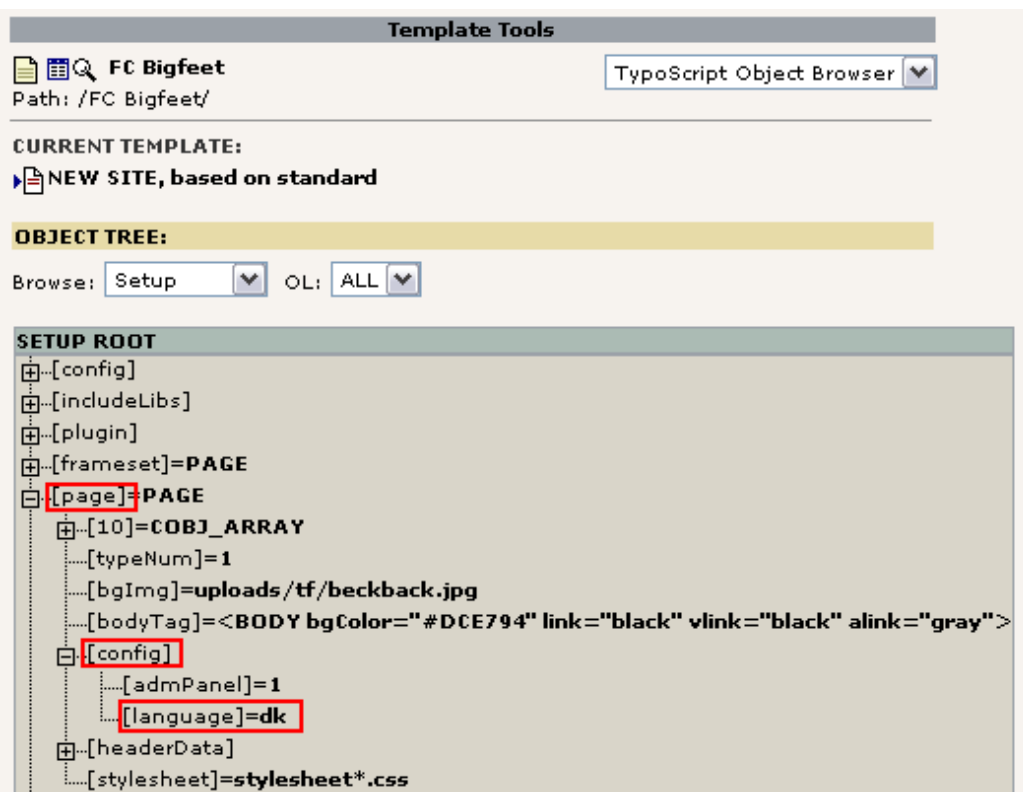 Template Tools
FC Bigfeet
TypoScript Object Browser
Path: /FC Bigfeet/
CURRENT TEMPLATE:
NEW SITE, based on standard
OBJECT TREE:
Browse: Setup OL: ALL
SETUP ROOT
[config]
[includeLibs]
[plugin]
[frameset]=PAGE
[page]=PAGE
[10]=COBJ_ARRAY
[typeNum]=1
[bgImg]=uploads/tf/beckback.jpg
[bodyTag]=<BODY bgColor="#DCE794" link="black" vlink="black" alink="gray">
[config]
[admPanel]=1
[language]=dk
[headerData]
[stylesheet]=stylesheet*.css